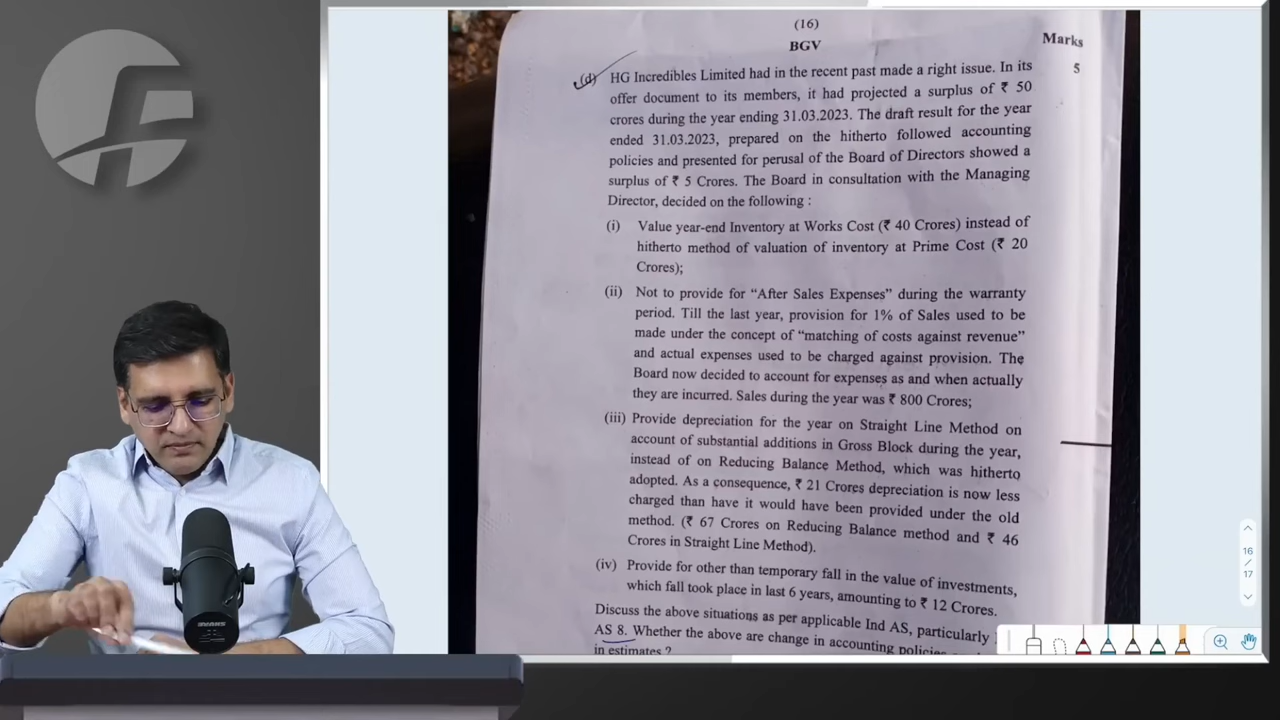 (16)
BGV
Marks
(d) HG Incredibles Limited had in the recent past made a right issue. In its 5
offer document to its members, it had projected a surplus of ₹ 50
crores during the year ending 31.03.2023. The draft result for the year
ended 31.03.2023, prepared on the hitherto followed accounting
policies and presented for perusal of the Board of Directors showed a
surplus of ₹ 5 Crores. The Board in consultation with the Managing
Director, decided on the following :
(i) Value year-end Inventory at Works Cost (₹ 40 Crores) instead of
hitherto method of valuation of inventory at Prime Cost (₹ 20
Crores);
(ii) Not to provide for “After Sales Expenses” during the warranty
period. Till the last year, provision for 1% of Sales used to be
made under the concept of “matching of costs against revenue”
and actual expenses used to be charged against provision. The
Board now decided to account for expenses as and when actually
they are incurred. Sales during the year was ₹ 800 Crores;
(iii) Provide depreciation for the year on Straight Line Method on
account of substantial additions in Gross Block during the year,
instead of on Reducing Balance Method, which was hitherto
adopted. As a consequence, ₹ 21 Crores depreciation is now less
charged than have it would have been provided under the old
method. (₹ 67 Crores on Reducing Balance method and ₹ 46
Crores in Straight Line Method).
(iv) Provide for other than temporary fall in the value of investments,
which fall took place in last 6 years, amounting to ₹ 12 Crores.
Discuss the above situations as per applicable Ind AS, particularly
AS 8. Whether the above are change in accounting policies
in estimates ?
16
/
17